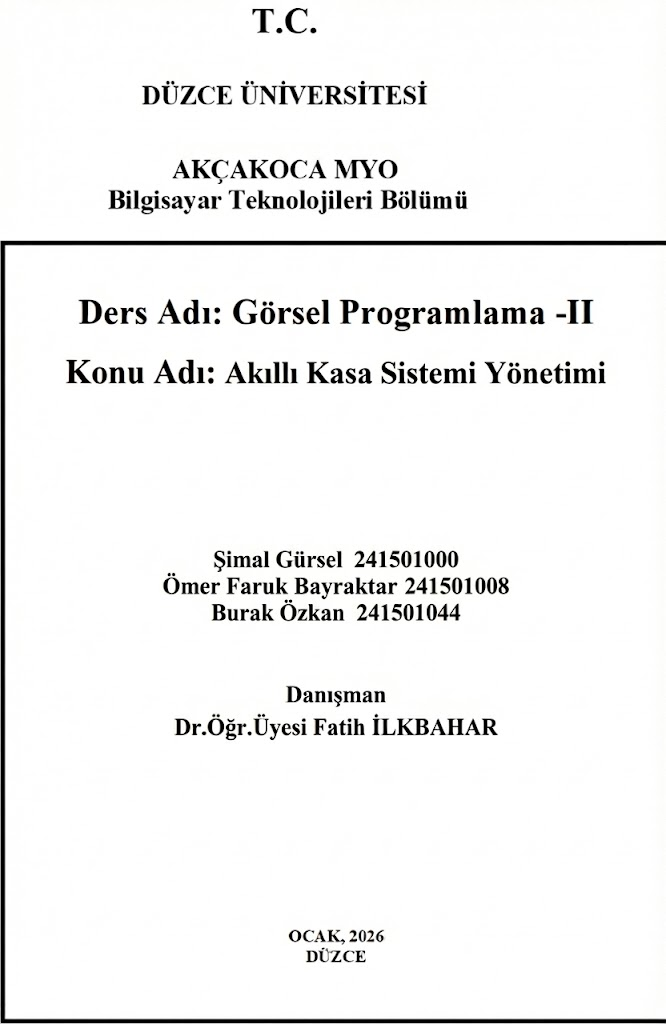 T.C.
DÜZCE ÜNİVERSİTESİ
AKÇAKOCA MYO
Bilgisayar Teknolojileri Bölümü
Ders Adı: Görsel Programlama -II
Konu Adı: Akıllı Kasa Sistemi Yönetimi
Şimal Gürsel 241501000
Ömer Faruk Bayraktar 241501008
Burak Özkan 241501044
Danışman
Dr.Öğr.Üyesi Fatih İLKBAHAR
OCAK, 2026
DÜZCE